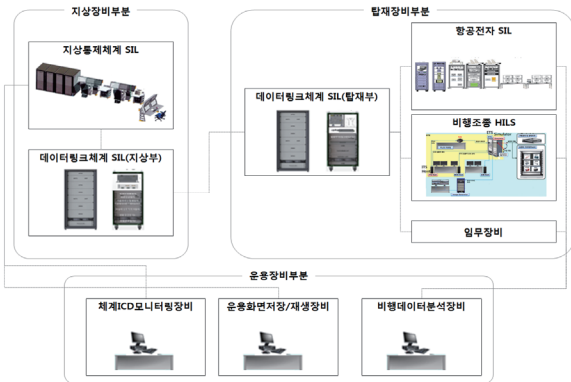 지상장비부분
탑재장비부분
지상통제체계 SIL
데이터링크체계 SIL(지상부)
데이터링크체계 SIL(탑재부)
항공전자 SIL
비행조종 HILS
임무장비
운용장비부분
체계ICD모니터링장비
운용화면저장/재생장비
비행데이터분석장비